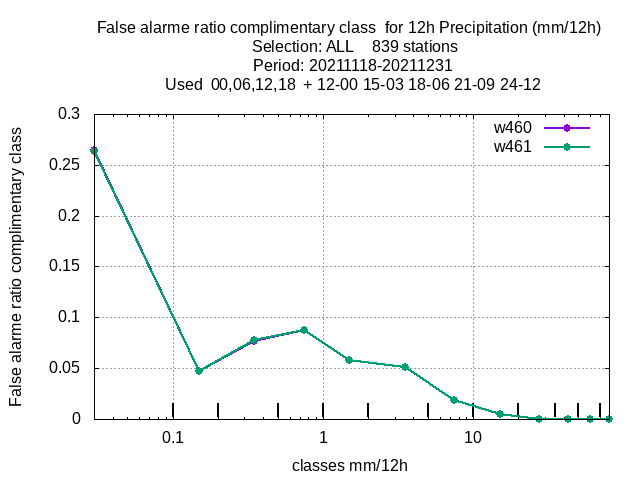 False alarme ratio complimentary class  for 12h Precipitation (mm/12h)
Selection: ALL    839 stations
Period: 20211118-20211231
Used  00,06,12,18  + 12-00 15-03 18-06 21-09 24-12
w460
w461
0.3
0.25
0.2
0.15
0.1
0.05
0
False alarme ratio complimentary class
0.1
1
10
classes mm/12h